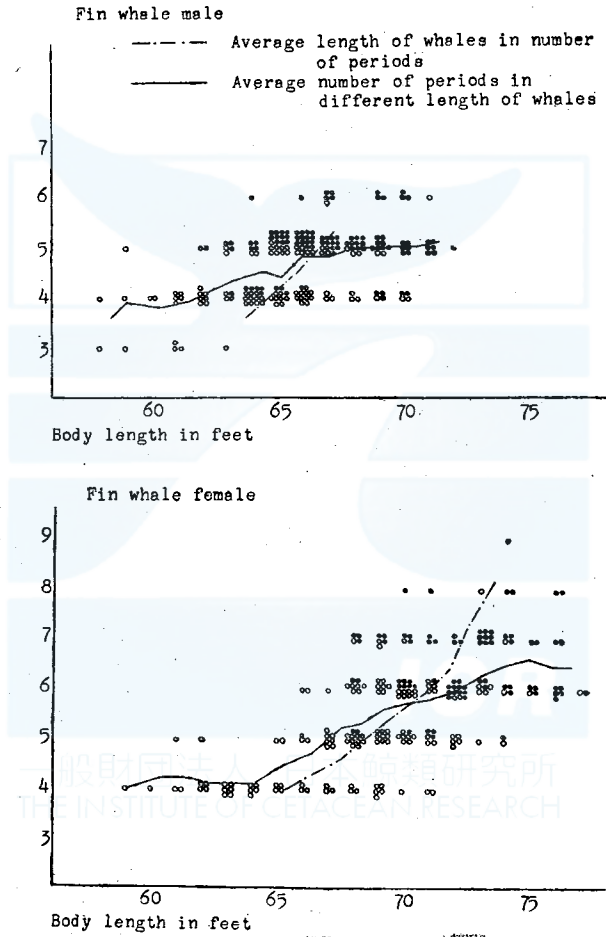 Fin whale male
Average length of whales in number
of periods
Average number of periods in
different length of whales
7
6
5
4
3
60 65 70 75
Body length in feet
Fin whale female
9
8
7
6
5
4
3
一般財団法人 日本鯨類研究所
THE INSTITUTE OF CETACEAN RESEARCH
60 65 70 75
Body length in feet